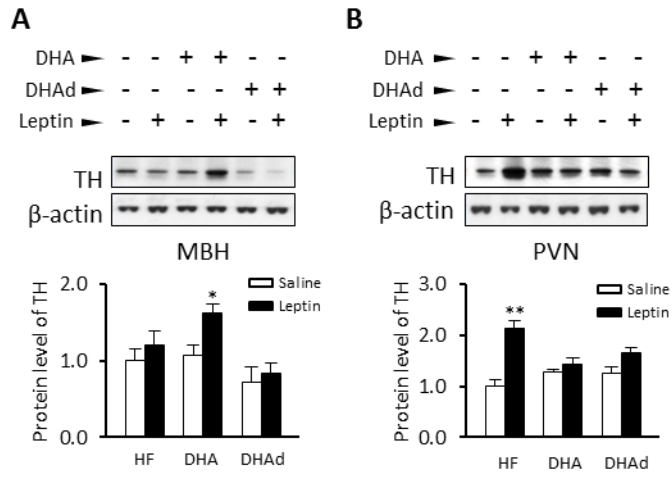 A
DHA ► - - + + - -
DHAd ► - - - - + +
Leptin ► - + - + - +
TH
β-actin
MBH
Protein level of TH
2.0
1.0
0.0
*
Saline
Leptin
HF DHA DHAd
B
DHA ► - - + + - -
DHAd ► - - - - + +
Leptin ► - + - + - +
TH
β-actin
PVN
Protein level of TH
3.0
2.0
1.0
0.0
**
Saline
Leptin
HF DHA DHAd